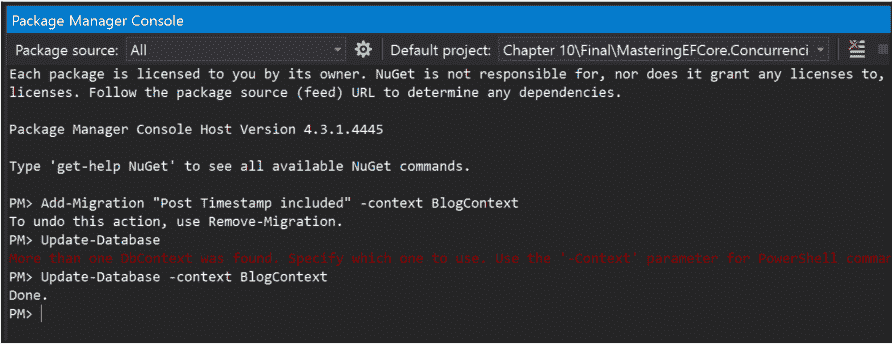 Package Manager Console
Package source: All Default project: Chapter 10\Final\MasteringEFCore.Concurrenci
Each package is licensed to you by its owner. NuGet is not responsible for, nor does it grant any licenses to,
licenses. Follow the package source (feed) URL to determine any dependencies.
Package Manager Console Host Version 4.3.1.4445
Type 'get-help NuGet' to see all available NuGet commands.
PM> Add-Migration "Post Timestamp included" -context BlogContext
To undo this action, use Remove-Migration.
PM> Update-Database
More than one DbContext was found. Specify which one to use. Use the '-Context' parameter for PowerShell
PM> Update-Database -context BlogContext
Done.
PM>